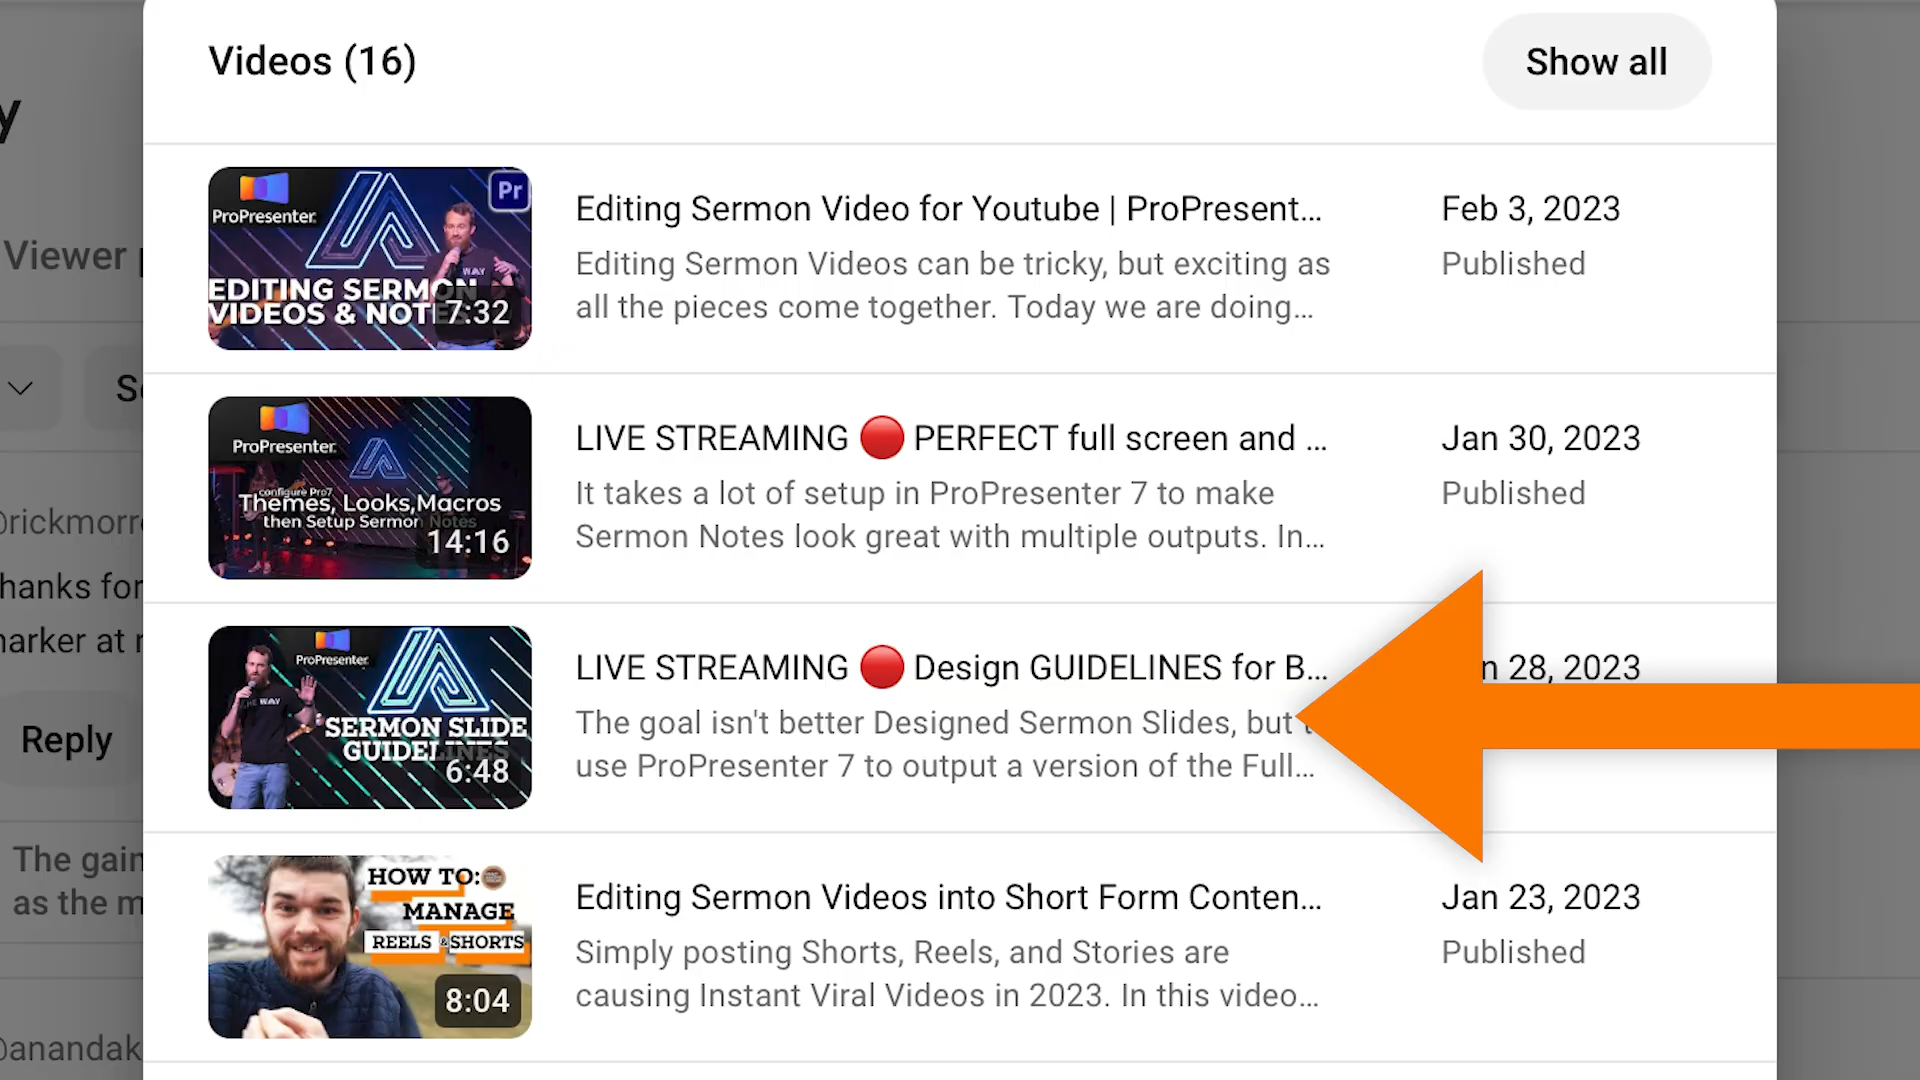 Videos (16)
Show all
y
Viewer
ProPresenter
Pr
WAY
EDITING SERMON
VIDEOS & NOT
7:32
Editing Sermon Video for Youtube | ProPresent...
Editing Sermon Videos can be tricky, but exciting as
all the pieces come together. Today we are doing...
Feb 3, 2023
Published
ProPresenter
configure Pro7
Themes, Looks,Macros
then Setup Sermon Notes
14:16
LIVE STREAMING 🔴 PERFECT full screen and ...
It takes a lot of setup in ProPresenter 7 to make
Sermon Notes look great with multiple outputs. In...
Jan 30, 2023
Published
rickmorr
hanks for
arker at
Reply
ProPresenter
THE WAY
SERMON SLIDE
GUIDELINES
6:48
LIVE STREAMING 🔴 Design GUIDELINES for B...
The goal isn't better Designed Sermon Slides, but
use ProPresenter 7 to output a version of the Full...
n 28, 2023
The gain
as the m
anandak
HOW TO:
MANAGE
REELS & SHORTS
8:04
Editing Sermon Videos into Short Form Conten...
Simply posting Shorts, Reels, and Stories are
causing Instant Viral Videos in 2023. In this video...
Jan 23, 2023
Published